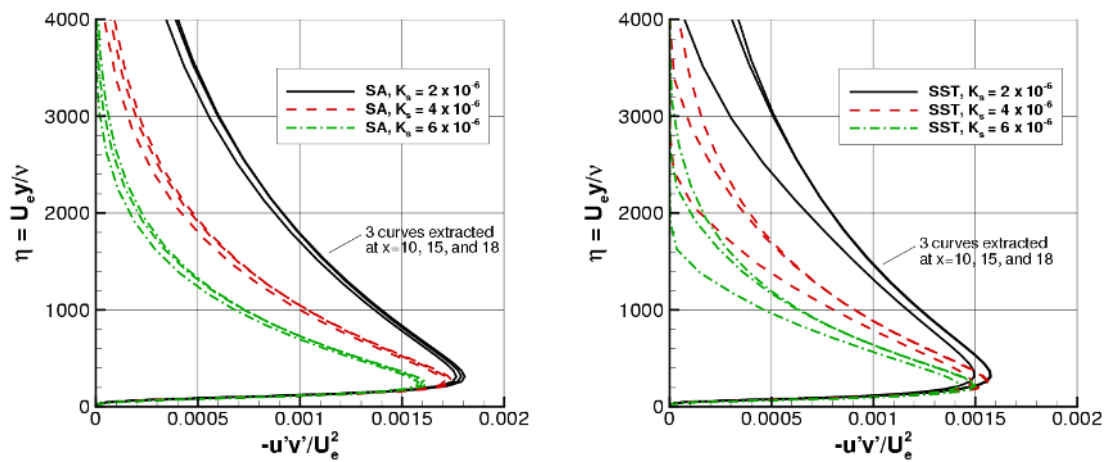 4000
3000
2000
1000
0
η = Uₑy/ν
SA, Kₛ = 2 x 10⁻⁶
SA, Kₛ = 4 x 10⁻⁶
SA, Kₛ = 6 x 10⁻⁶
3 curves extracted
at x=10, 15, and 18
0 0.0005 0.001 0.0015 0.002
-u'v'/Uₑ²
4000
3000
2000
1000
0
η = Uₑy/ν
SST, Kₛ = 2 x 10⁻⁶
SST, Kₛ = 4 x 10⁻⁶
SST, Kₛ = 6 x 10⁻⁶
3 curves extracted
at x=10, 15, and 18
0 0.0005 0.001 0.0015 0.002
-u'v'/Uₑ²